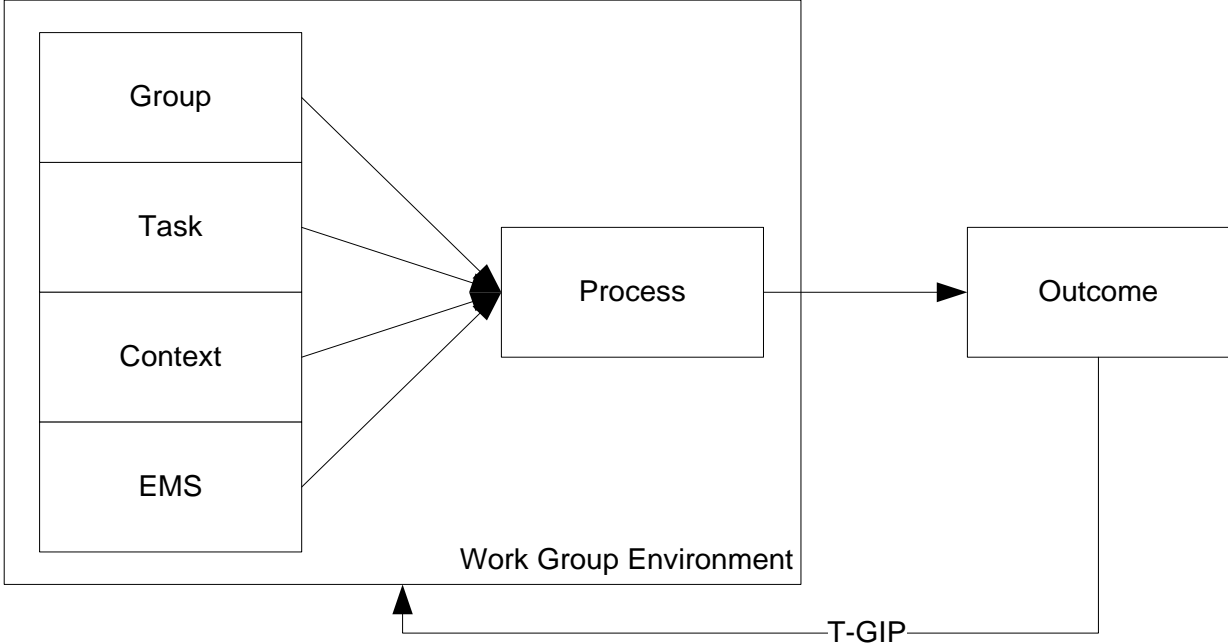 Group
Task
Context
EMS
Process
Outcome
Work Group Environment
T-GIP